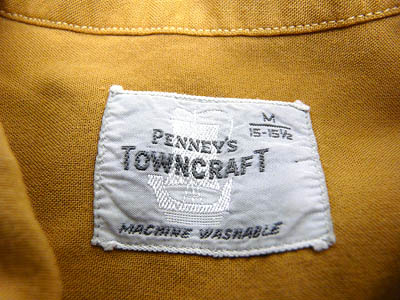 M
15-15½
PENNEY'S
TOWNCRAFT
MACHINE WASHABLE